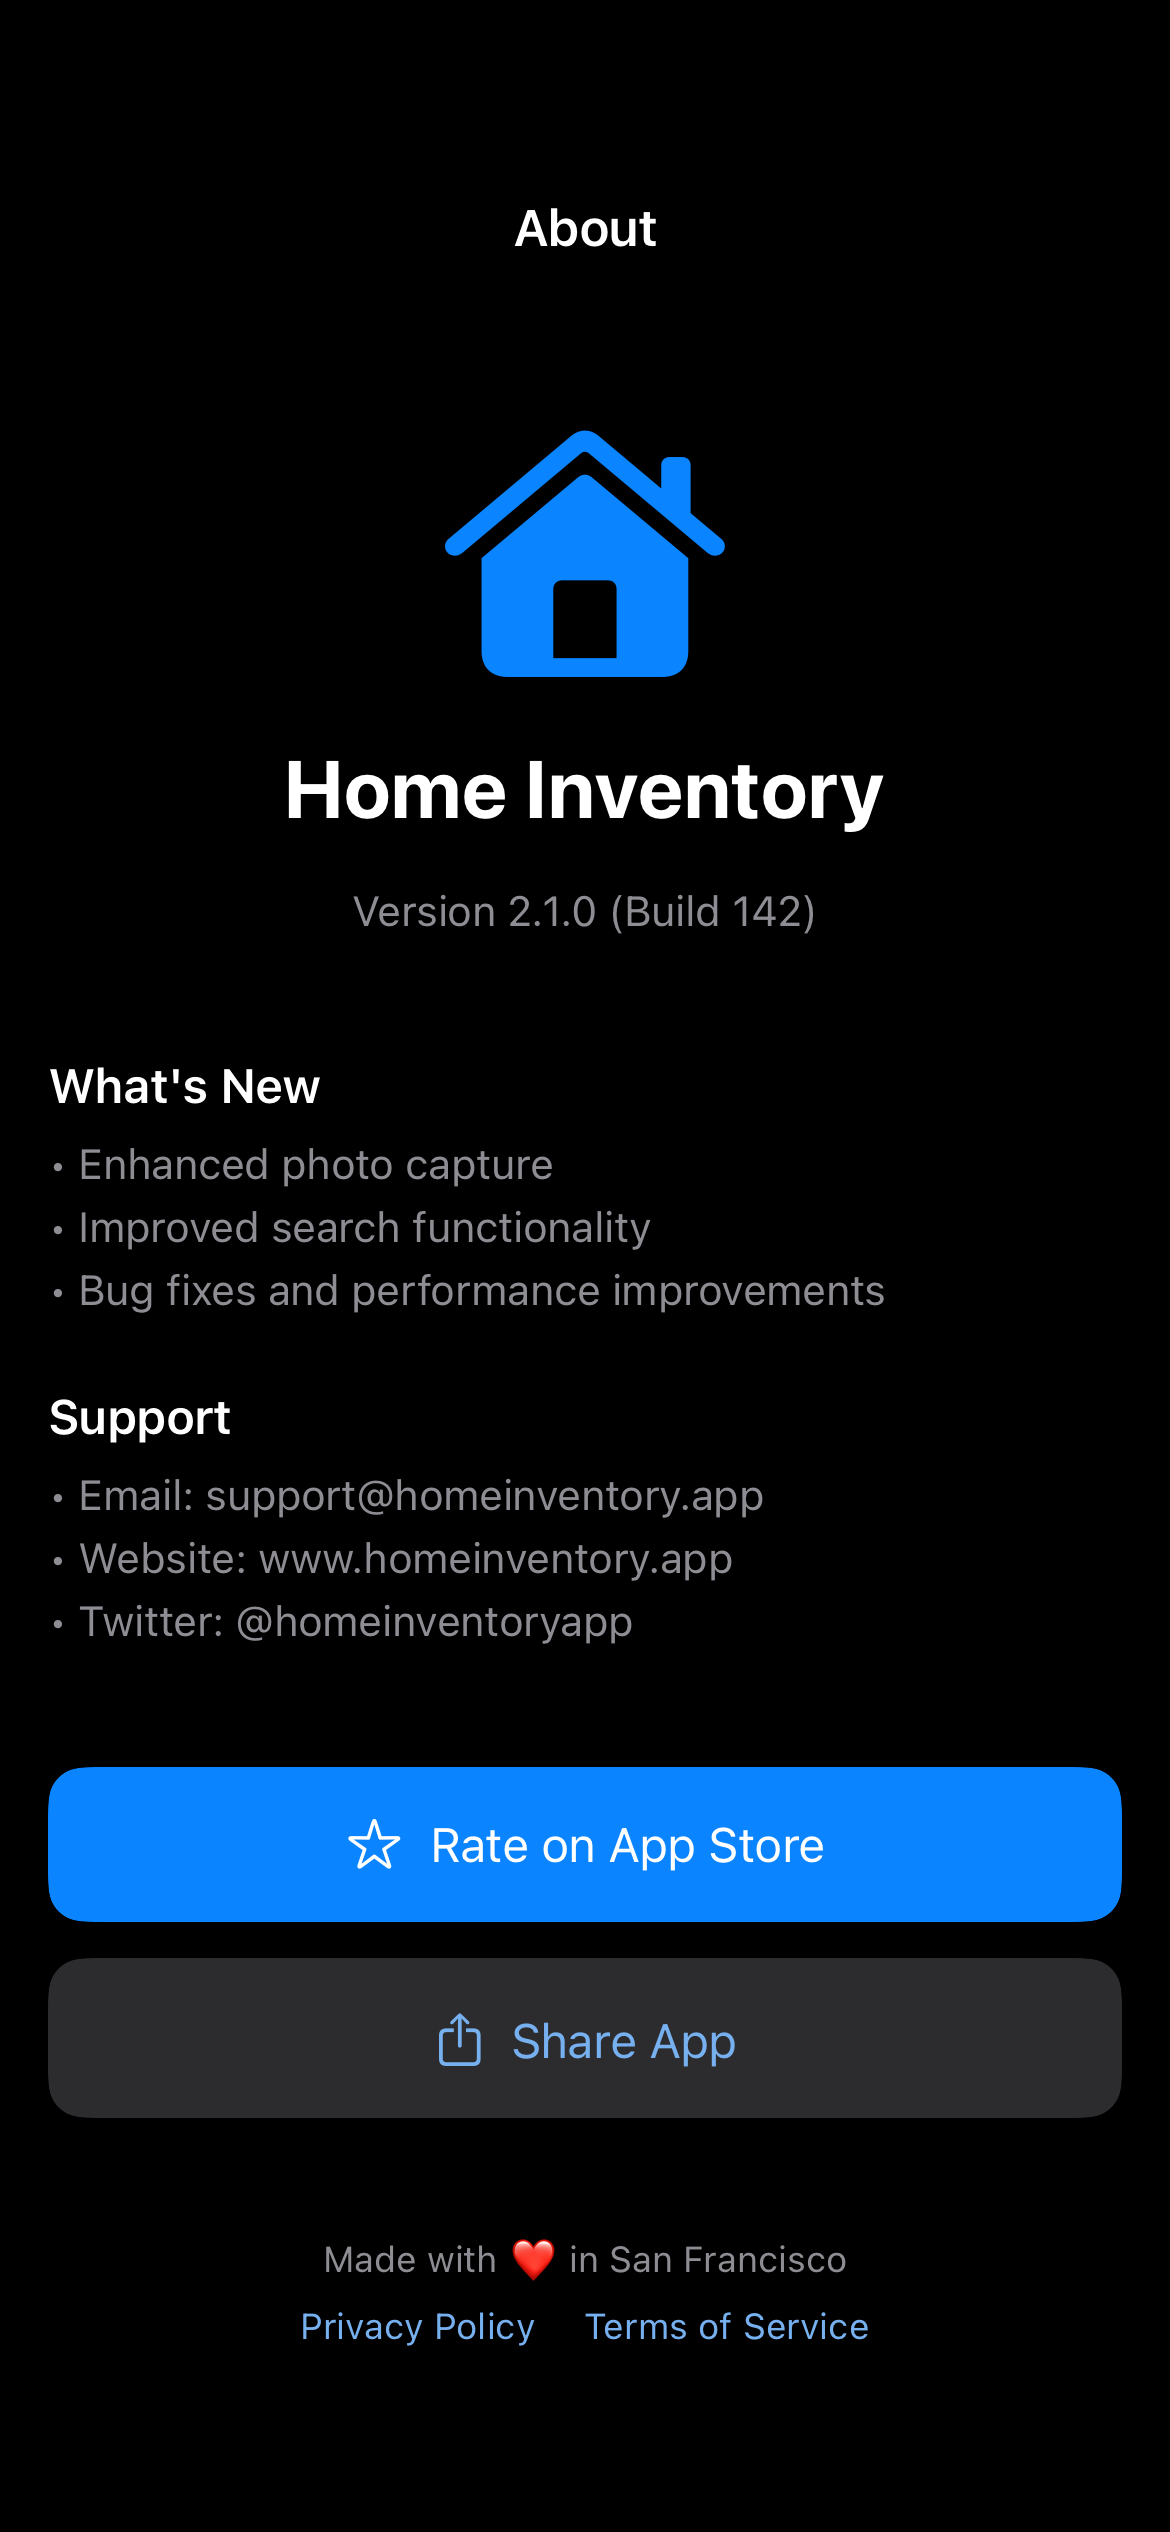 About
Home Inventory
Version 2.1.0 (Build 142)
What's New
• Enhanced photo capture
• Improved search functionality
• Bug fixes and performance improvements
Support
• Email: support@homeinventory.app
• Website: www.homeinventory.app
• Twitter: @homeinventoryapp
Rate on App Store
Share App
Made with ❤️ in San Francisco
Privacy Policy Terms of Service